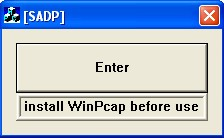 [SADP]
Enter
install WinPcap before use